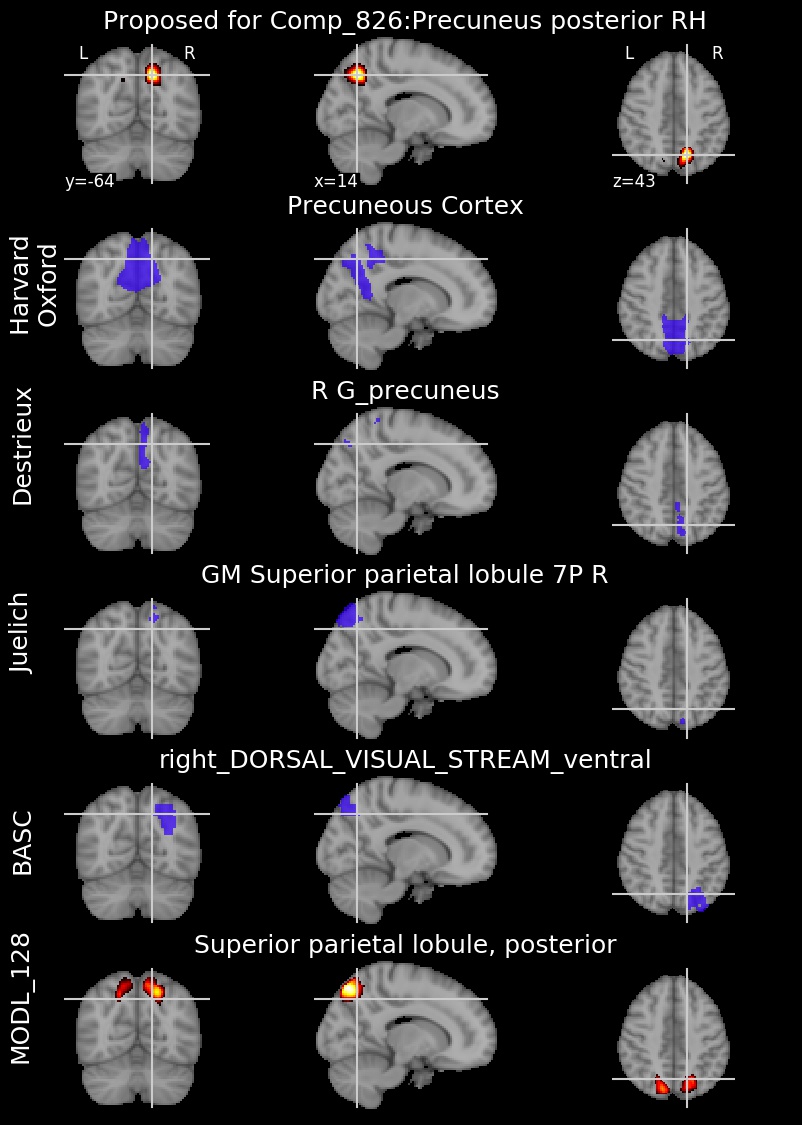 Proposed for Comp_826:Precuneus posterior RH
L R L R
y=-64 x=14 z=43
Precuneous Cortex
Harvard
Oxford
R G_precuneus
Destrieux
GM Superior parietal lobule 7P R
Juelich
right_DORSAL_VISUAL_STREAM_ventral
BASC
Superior parietal lobule, posterior
MODL_128